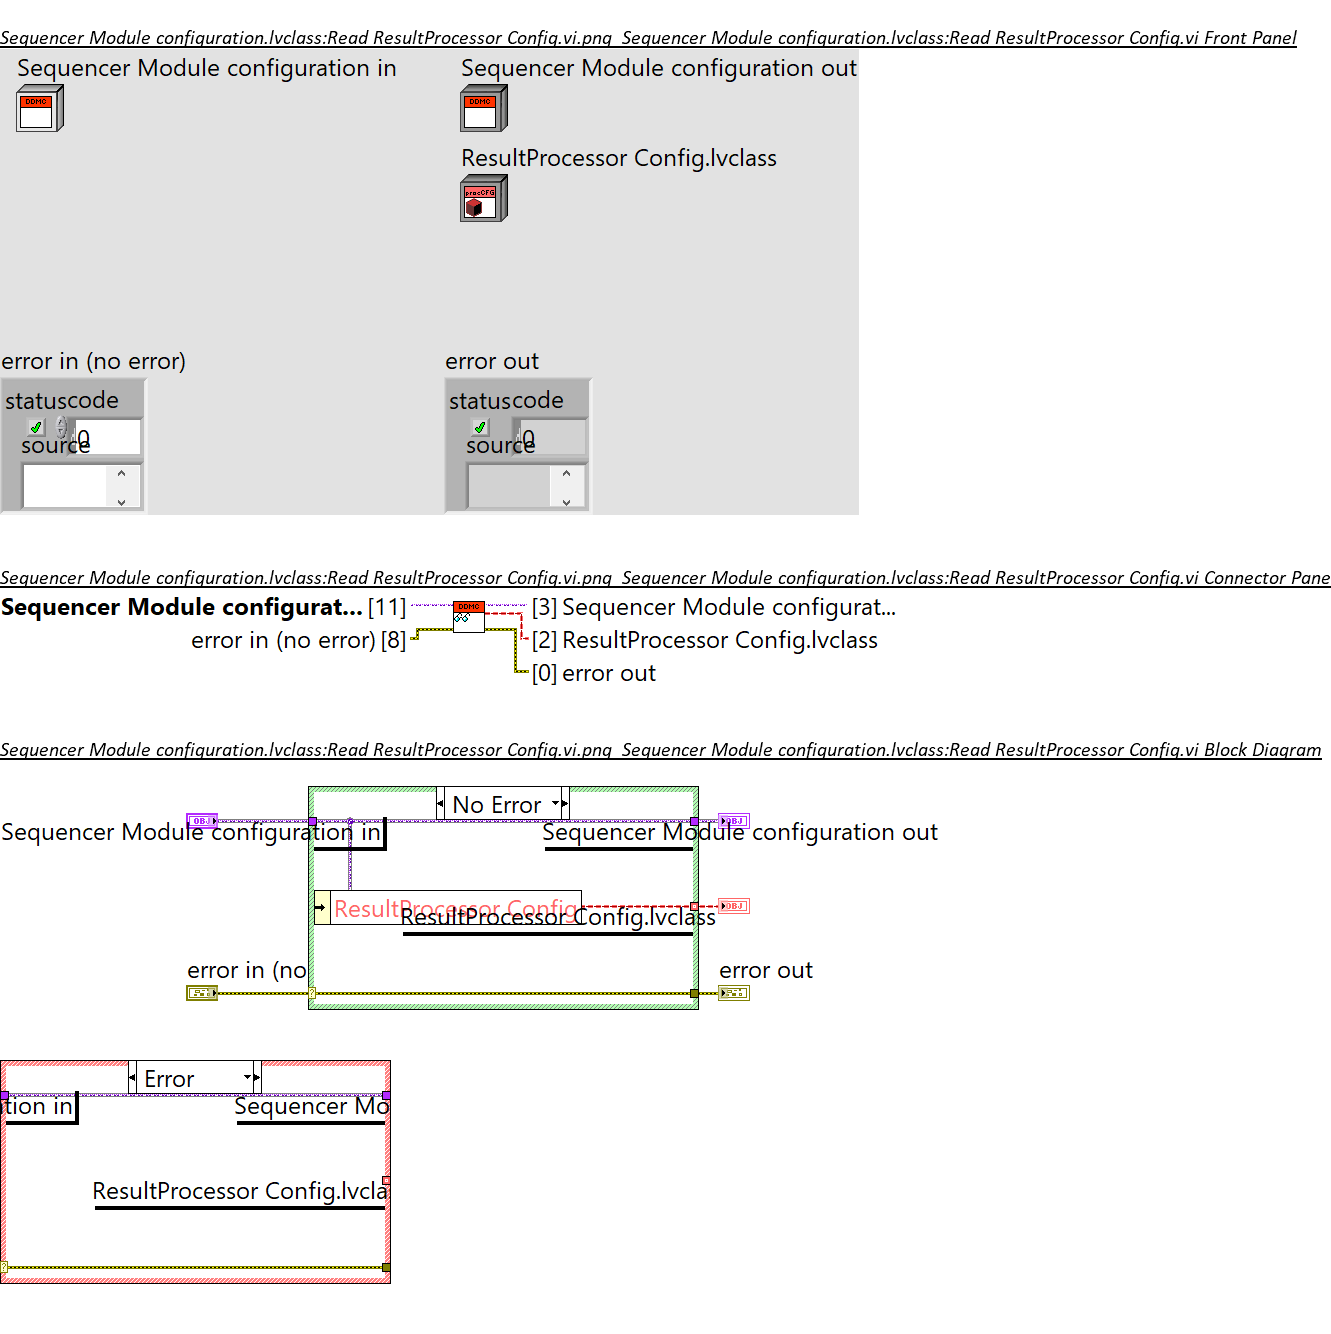 Sequencer Module configuration.lvclass:Read ResultProcessor Config.vi.png  Sequencer Module configuration.lvclass:Read ResultProcessor Config.vi Front Panel
Sequencer Module configuration in
Sequencer Module configuration out
DDMC
DDMC
ResultProcessor Config.lvclass
procCFG
error in (no error)
error out
status code
status code
0
0
source
source
Sequencer Module configuration.lvclass:Read ResultProcessor Config.vi.png  Sequencer Module configuration.lvclass:Read ResultProcessor Config.vi Connector Pane
Sequencer Module configurat... [11]
DDMC
[3] Sequencer Module configurat...
error in (no error) [8]
[2] ResultProcessor Config.lvclass
[0] error out
Sequencer Module configuration.lvclass:Read ResultProcessor Config.vi.png  Sequencer Module configuration.lvclass:Read ResultProcessor Config.vi Block Diagram
No Error
OBJ
OBJ
Sequencer Module configuration in
Sequencer Module configuration out
ResultProcessor Config
OBJ
ResultProcessor Config.lvclass
error in (no
error out
?
Error
tion in
Sequencer Mo
ResultProcessor Config.lvcla
?